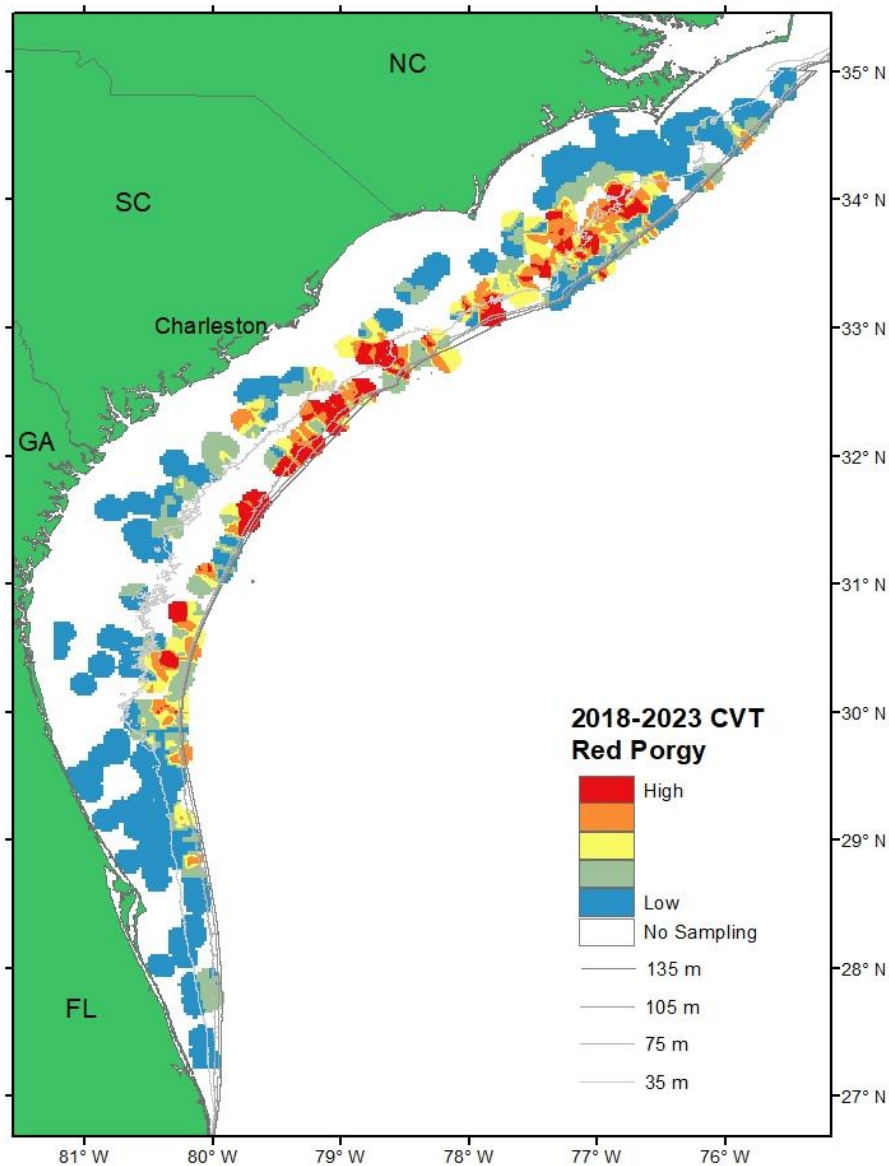 NC
35° N
SC
34° N
Charleston
33° N
GA
32° N
31° N
30° N
2018-2023 CVT
Red Porgy
High
Low
No Sampling
135 m
105 m
75 m
35 m
29° N
28° N
FL
27° N
81° W 80° W 79° W 78° W 77° W 76° W